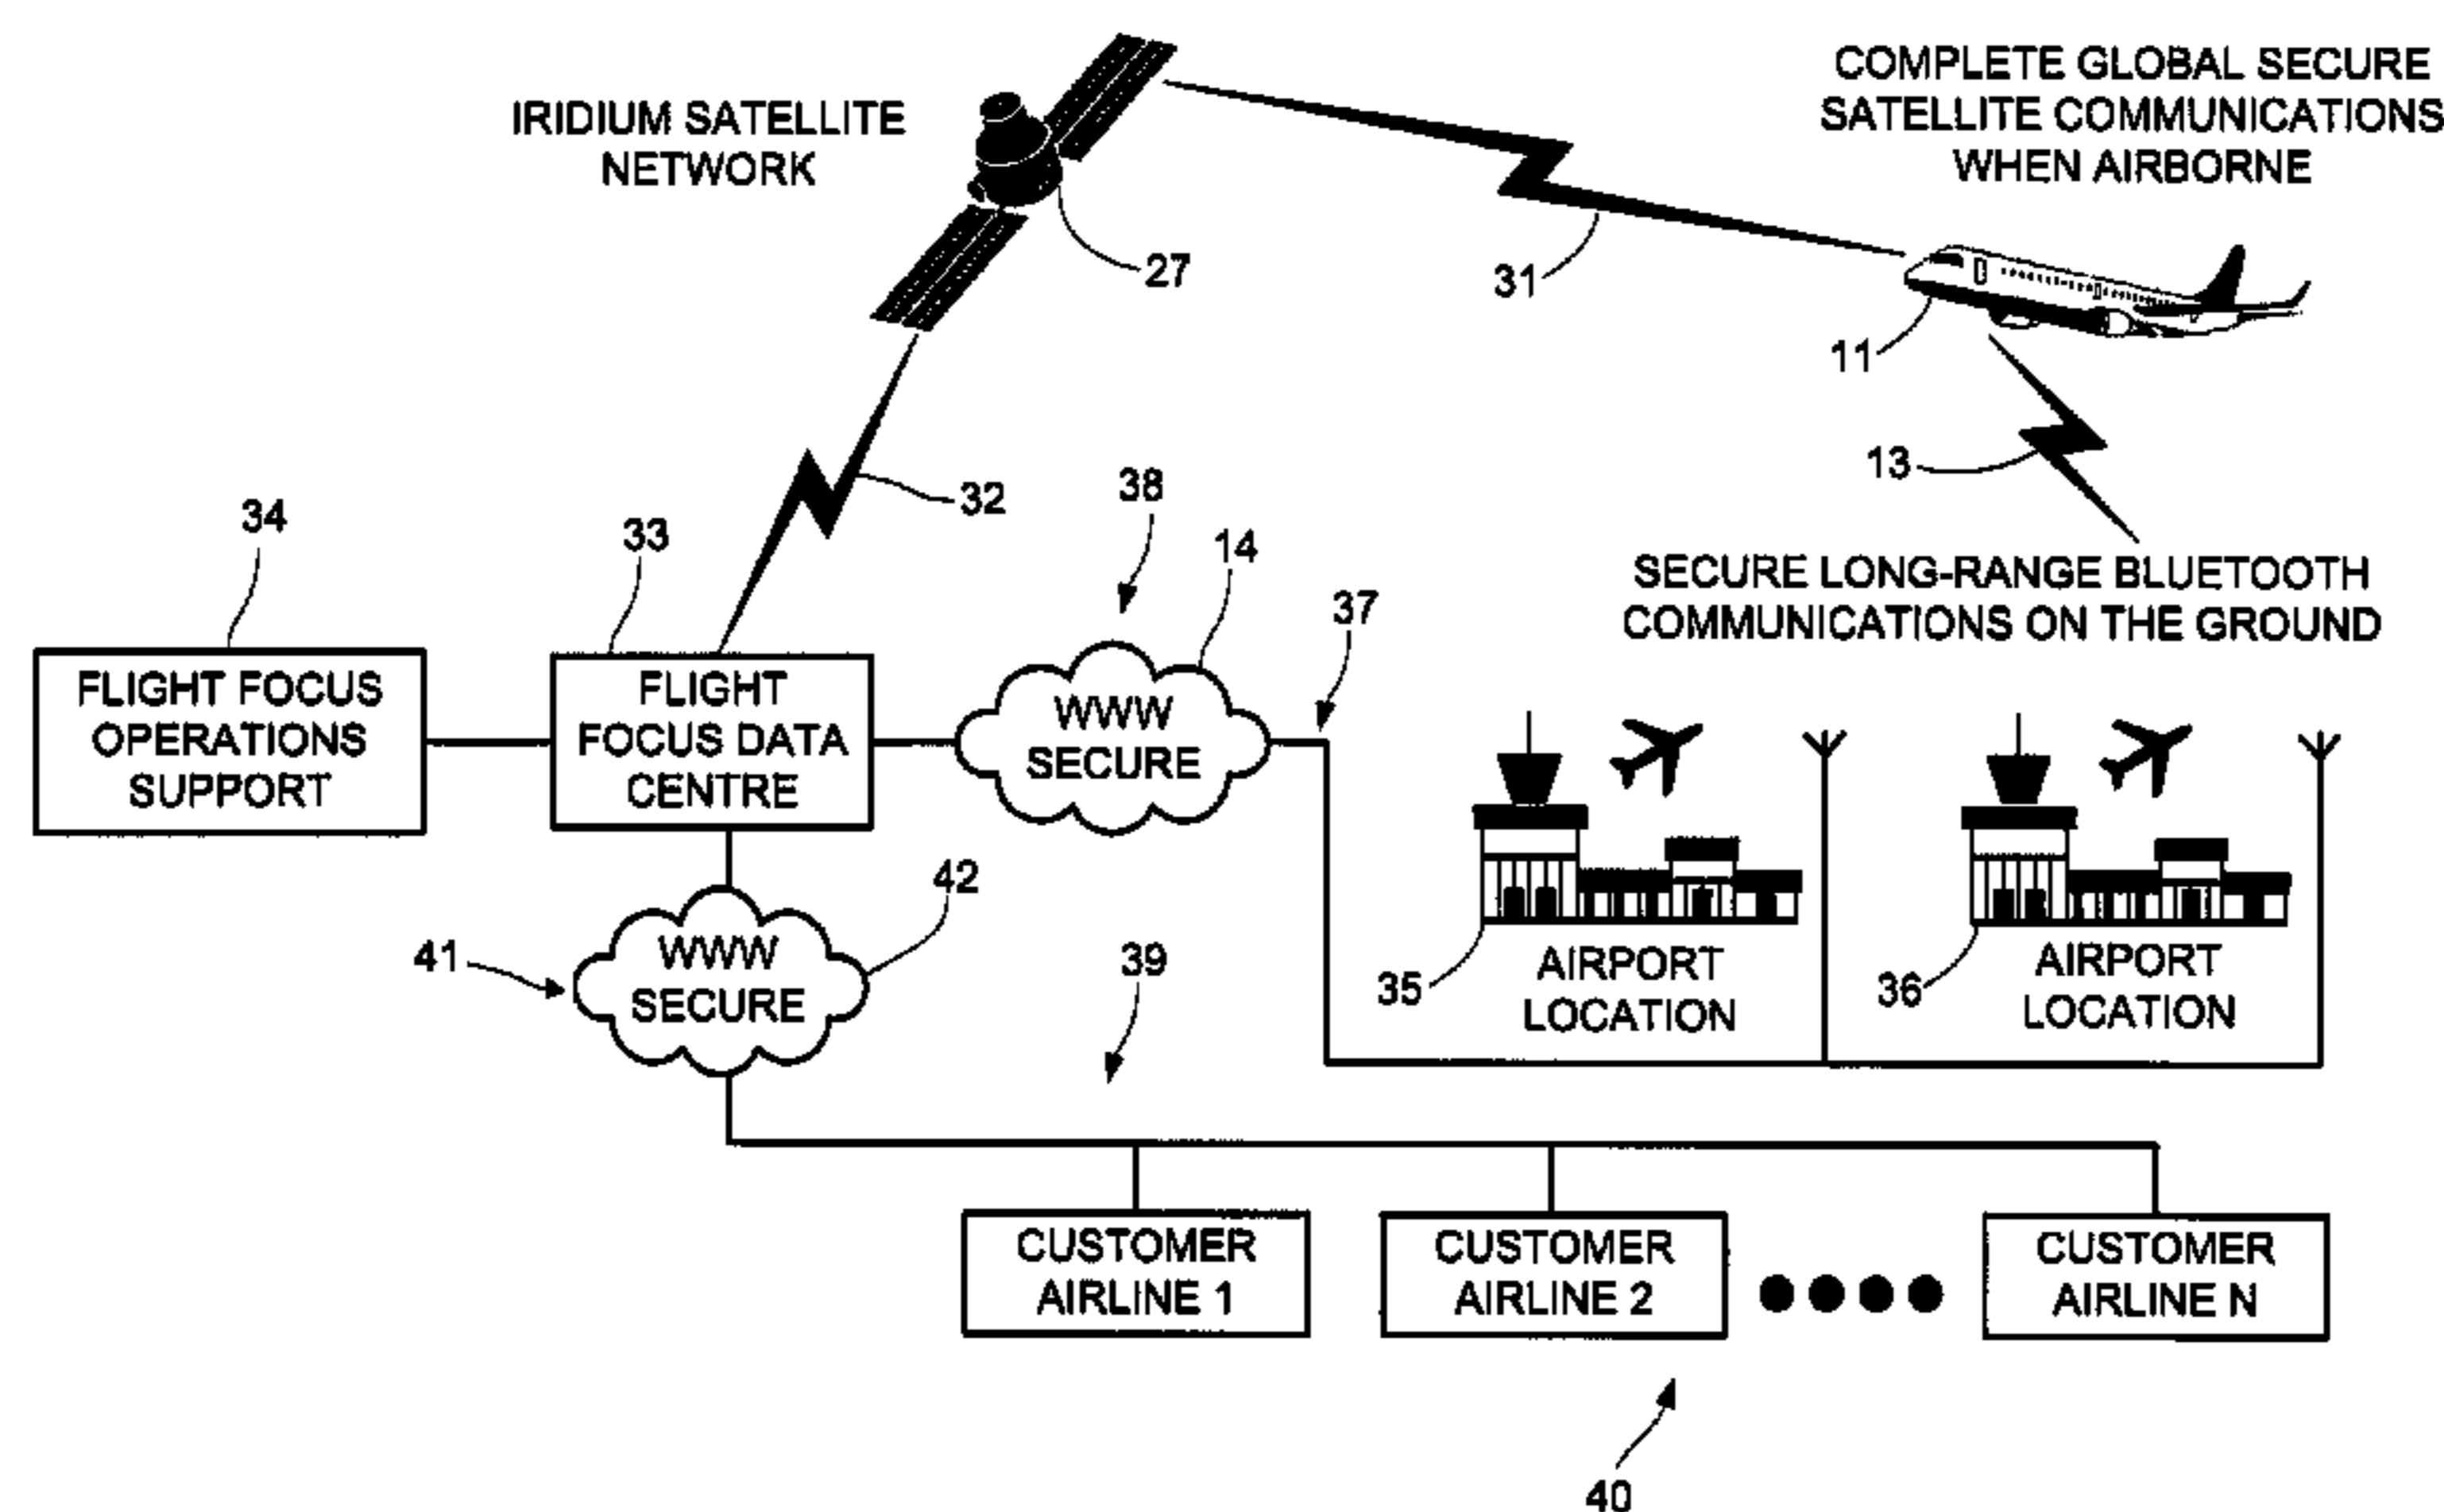 IRIDIUM SATELLITE
NETWORK
COMPLETE GLOBAL SECURE
SATELLITE COMMUNICATIONS
WHEN AIRBORNE
27
31
11
13
32
38
14
34
33
37
SECURE LONG-RANGE BLUETOOTH
COMMUNICATIONS ON THE GROUND
FLIGHT FOCUS
OPERATIONS
SUPPORT
FLIGHT
FOCUS DATA
CENTRE
WWW
SECURE
42
41
WWW
SECURE
39
35
AIRPORT
LOCATION
36
AIRPORT
LOCATION
CUSTOMER
AIRLINE 1
CUSTOMER
AIRLINE 2
CUSTOMER
AIRLINE N
40